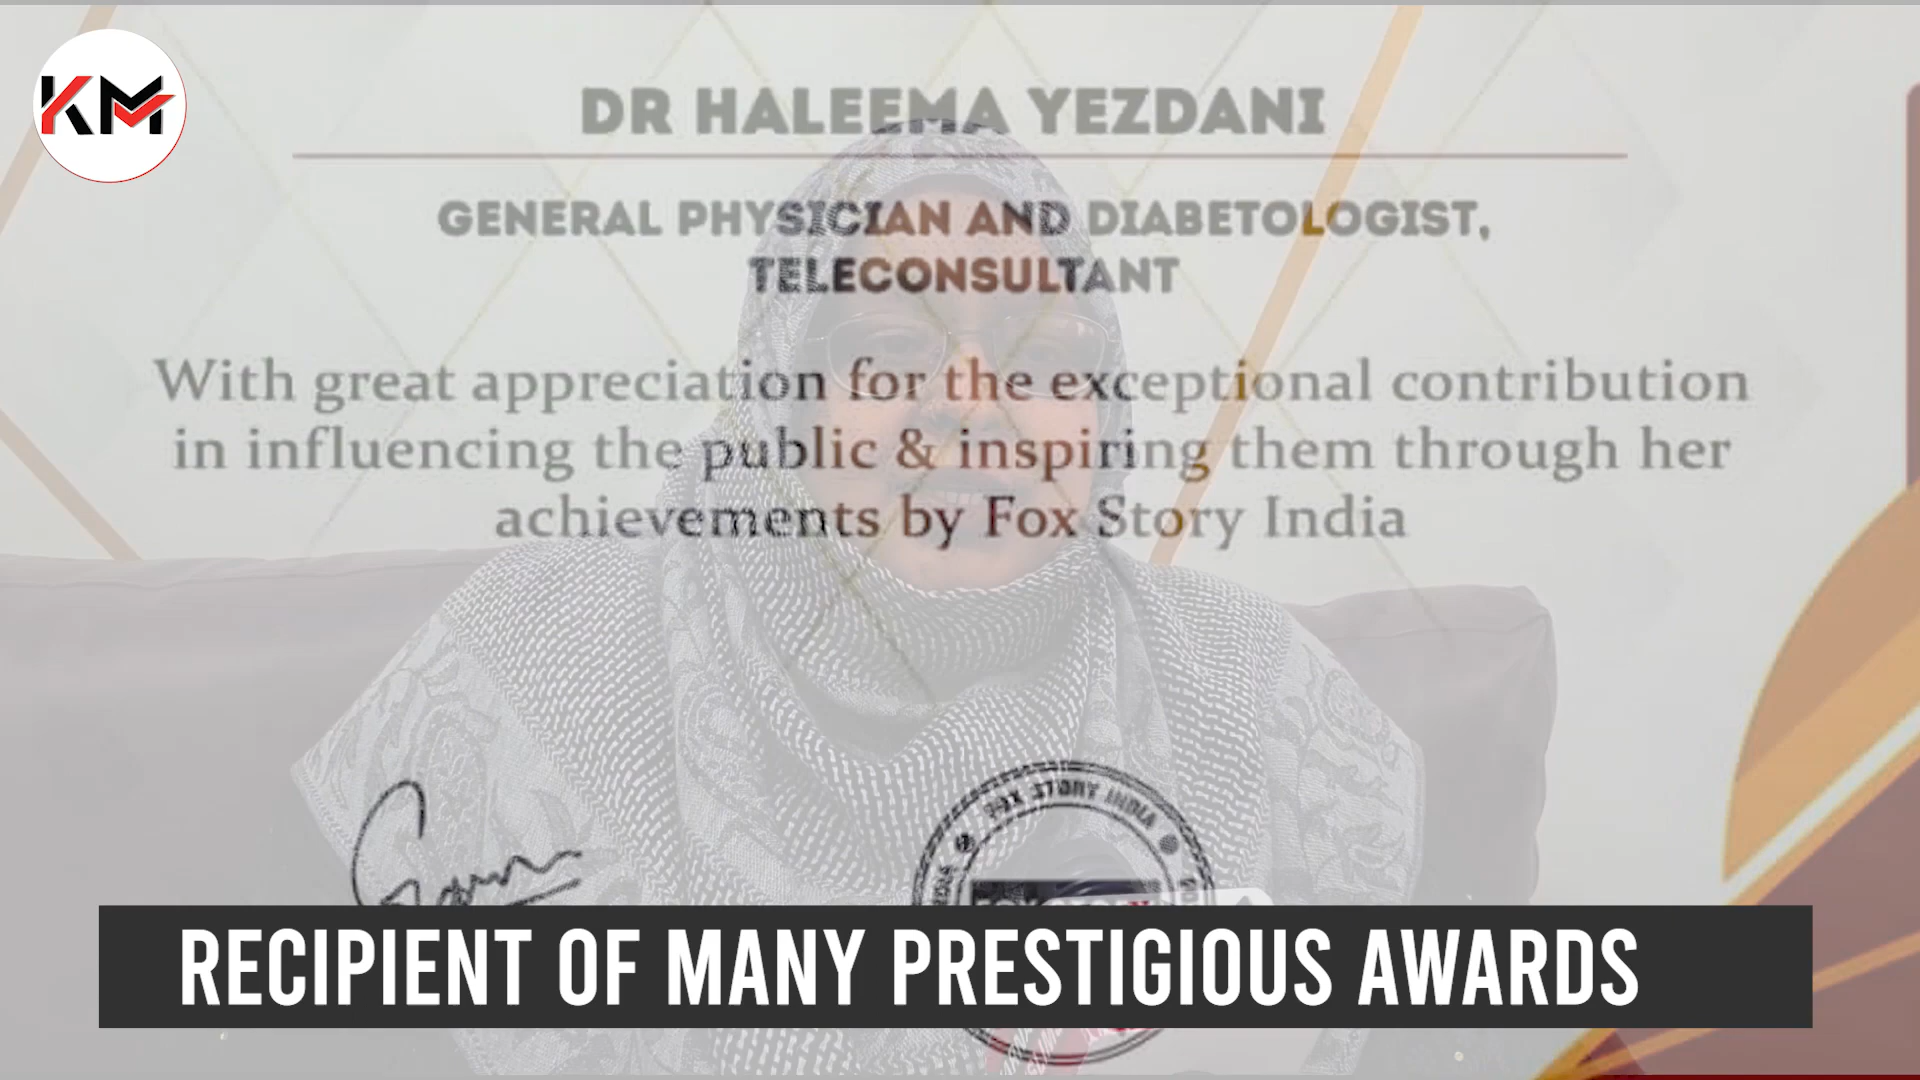 KM
DR HALEEMA YEZDANI
GENERAL PHYSICIAN AND DIABETOLOGIST,
TELECONSULTANT
With great appreciation for the exceptional contribution
in influencing the public & inspiring them through her
achievements by Fox Story India
FOX STORY INDIA
RECIPIENT OF MANY PRESTIGIOUS AWARDS